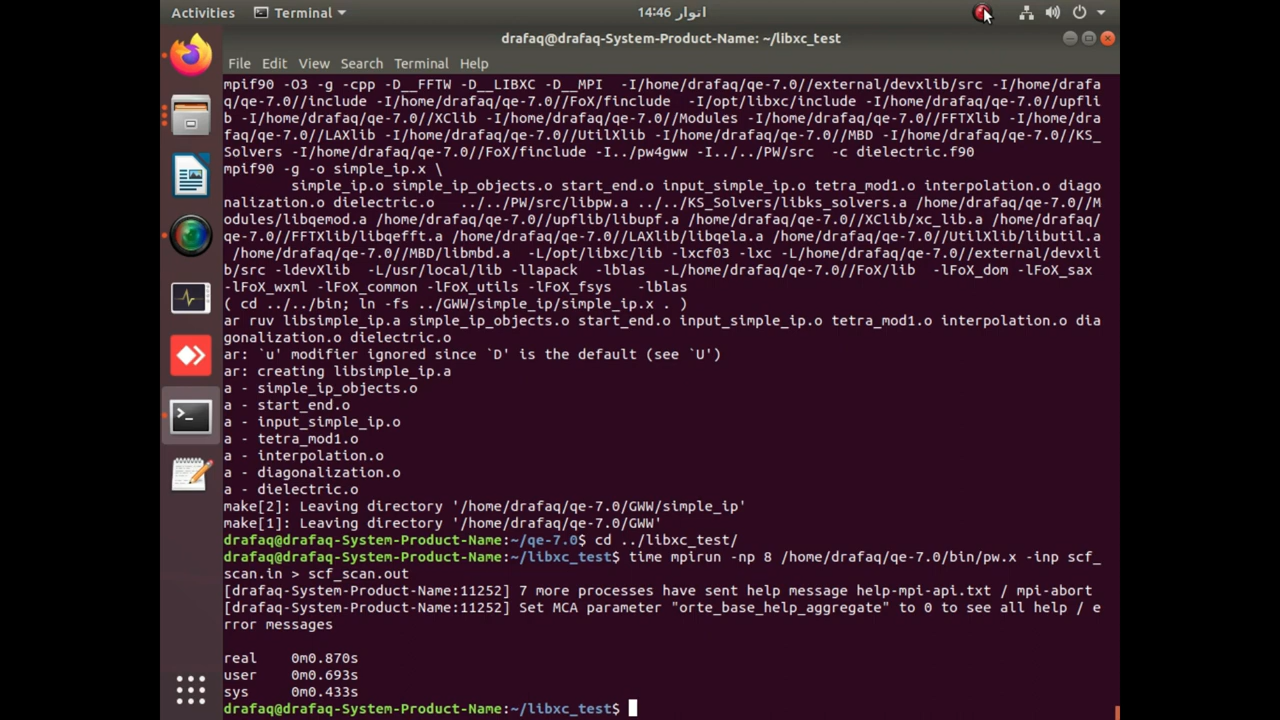 Activities
Terminal
انوار 14:46
drafaq@drafaq-System-Product-Name: ~/libxc_test
File Edit View Search Terminal Help
mpif90 -O3 -g -cpp -D__FFTW -D__LIBXC -D__MPI  -I/home/drafaq/qe-7.0//external/devxlib/src -I/home/drafa
q/qe-7.0//include -I/home/drafaq/qe-7.0//FoX/finclude  -I/opt/libxc/include -I/home/drafaq/qe-7.0//upfli
b -I/home/drafaq/qe-7.0//XClib -I/home/drafaq/qe-7.0//Modules -I/home/drafaq/qe-7.0//FFTXlib -I/home/dra
faq/qe-7.0//LAXlib -I/home/drafaq/qe-7.0//UtilXlib -I/home/drafaq/qe-7.0//MBD -I/home/drafaq/qe-7.0//KS_
Solvers -I/home/drafaq/qe-7.0//FoX/finclude -I../pw4gww -I../../PW/src  -c dielectric.f90
mpif90 -g -o simple_ip.x \
simple_ip.o simple_ip_objects.o start_end.o input_simple_ip.o tetra_mod1.o interpolation.o diago
nalization.o dielectric.o   ../../PW/src/libpw.a ../../KS_Solvers/libks_solvers.a /home/drafaq/qe-7.0//M
odules/libqemod.a /home/drafaq/qe-7.0//upflib/libupf.a /home/drafaq/qe-7.0//XClib/xc_lib.a /home/drafaq/
qe-7.0//FFTXlib/libqefft.a /home/drafaq/qe-7.0//LAXlib/libqela.a /home/drafaq/qe-7.0//UtilXlib/libutil.a
/home/drafaq/qe-7.0//MBD/libmbd.a -L/opt/libxc/lib -lxcf03 -lxc -L/home/drafaq/qe-7.0//external/devxli
b/src -ldevXlib  -L/usr/local/lib -llapack  -lblas  -L/home/drafaq/qe-7.0//FoX/lib  -lFoX_dom -lFoX_sax
-lFoX_wxml -lFoX_common -lFoX_utils -lFoX_fsys   -lblas
( cd ../../bin; ln -fs ../GWW/simple_ip/simple_ip.x . )
ar ruv libsimple_ip.a simple_ip_objects.o start_end.o input_simple_ip.o tetra_mod1.o interpolation.o dia
gonalization.o dielectric.o
ar: `u' modifier ignored since `D' is the default (see `U')
ar: creating libsimple_ip.a
a - simple_ip_objects.o
a - start_end.o
a - input_simple_ip.o
a - tetra_mod1.o
a - interpolation.o
a - diagonalization.o
a - dielectric.o
make[2]: Leaving directory '/home/drafaq/qe-7.0/GWW/simple_ip'
make[1]: Leaving directory '/home/drafaq/qe-7.0/GWW'
drafaq@drafaq-System-Product-Name:~/qe-7.0$ cd ../libxc_test/
drafaq@drafaq-System-Product-Name:~/libxc_test$ time mpirun -np 8 /home/drafaq/qe-7.0/bin/pw.x -inp scf_
scan.in > scf_scan.out
[drafaq-System-Product-Name:11252] 7 more processes have sent help message help-mpi-api.txt / mpi-abort
[drafaq-System-Product-Name:11252] Set MCA parameter "orte_base_help_aggregate" to 0 to see all help / e
rror messages
real    0m0.870s
user    0m0.693s
sys     0m0.433s
drafaq@drafaq-System-Product-Name:~/libxc_test$